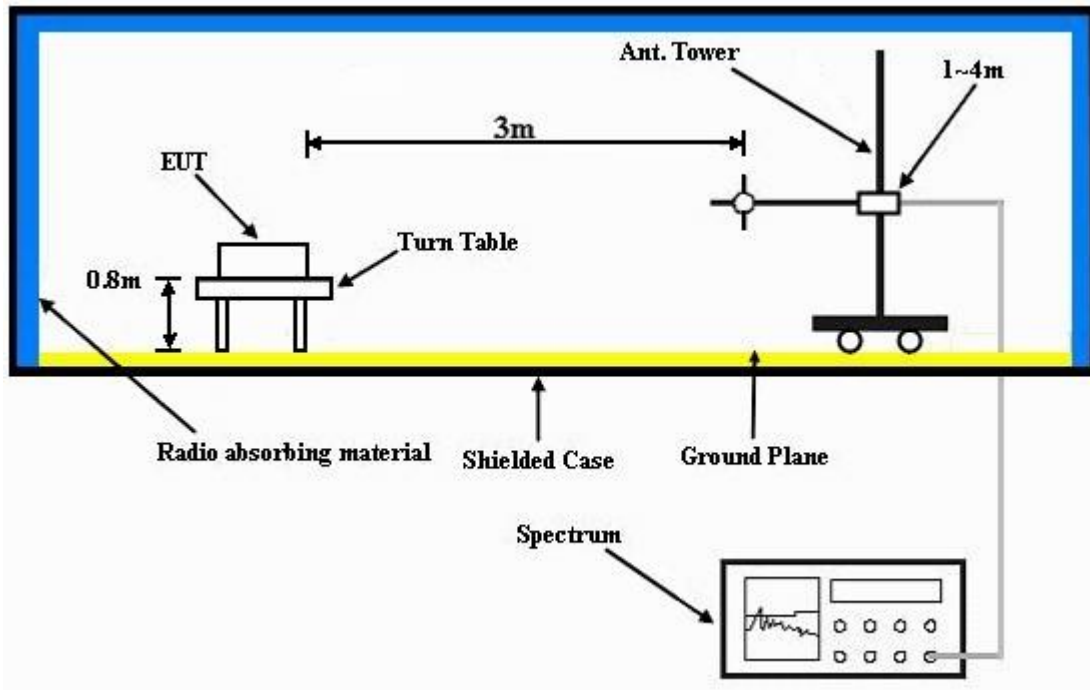 Ant. Tower
1~4m
3m
EUT
Turn Table
0.8m
Radio absorbing material
Shielded Case
Ground Plane
Spectrum